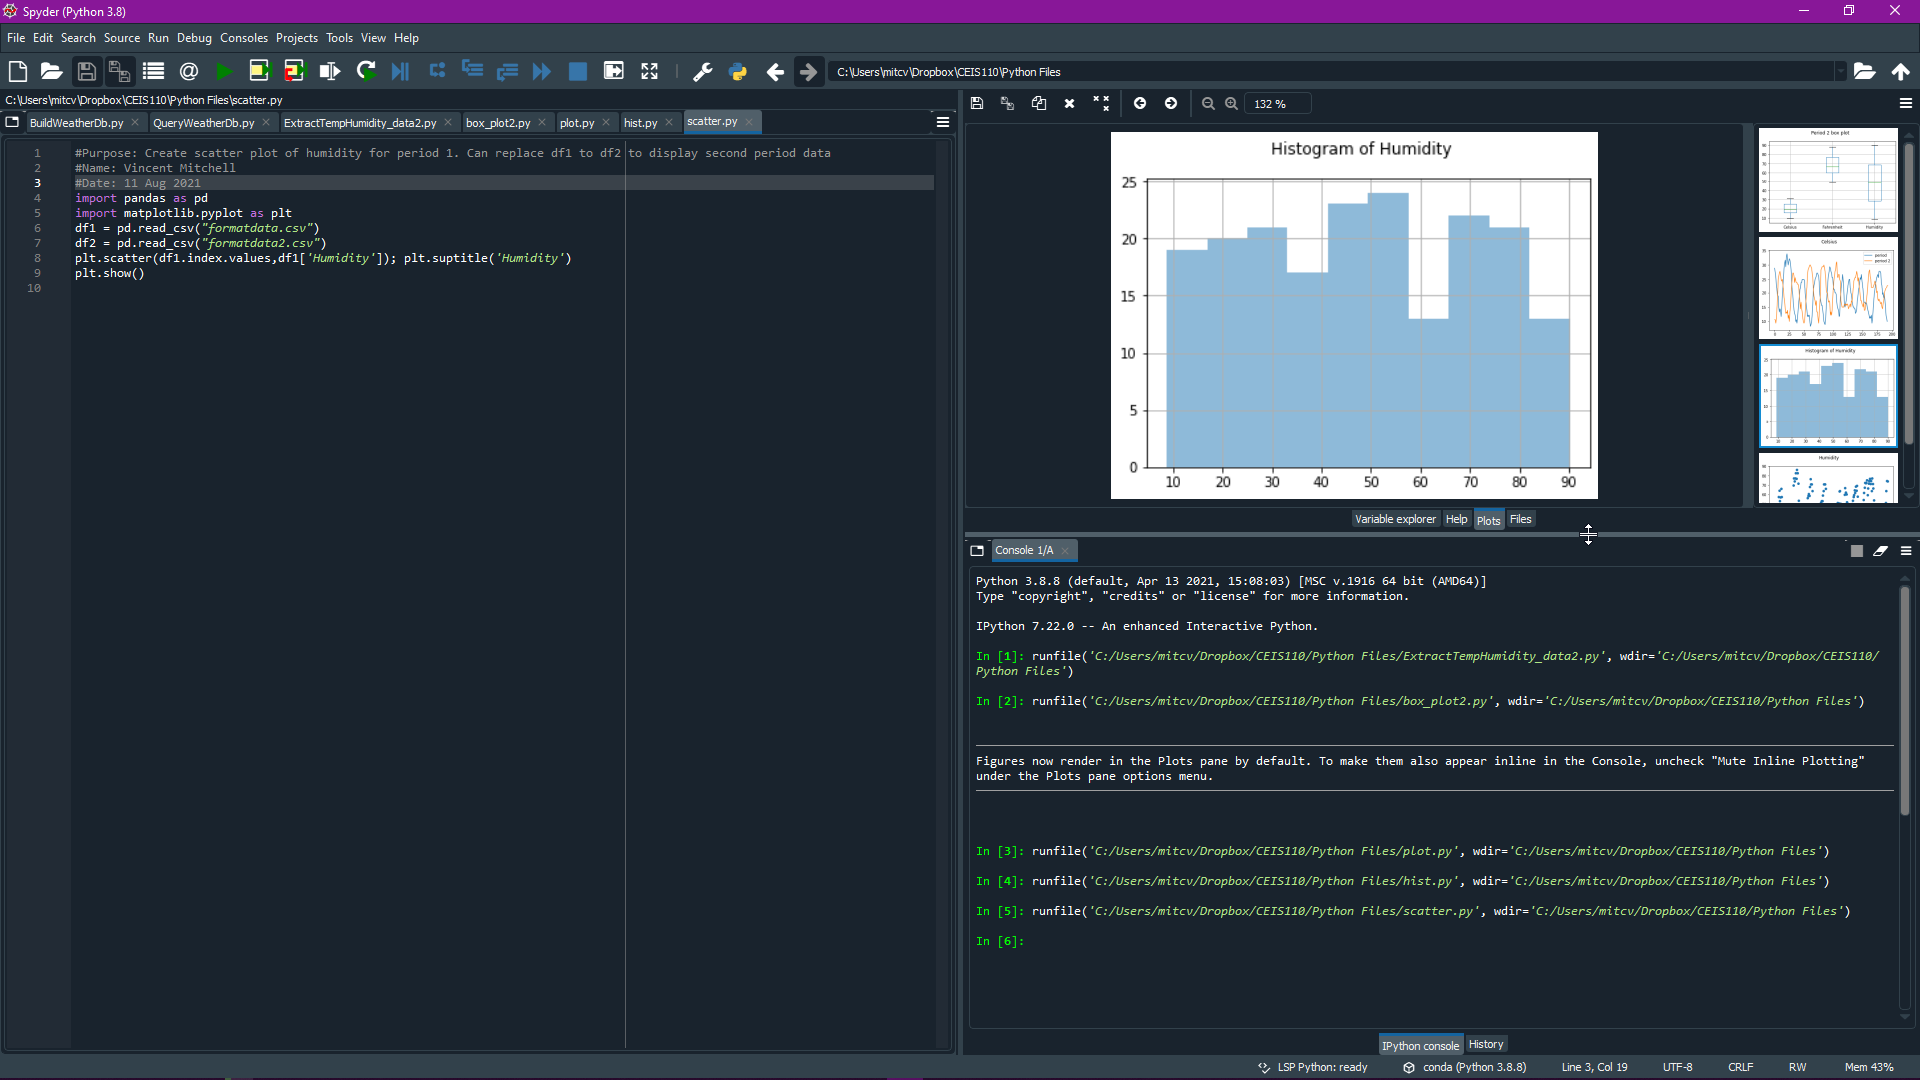 Spyder (Python 3.8)
File Edit Search Source Run Debug Consoles Projects Tools View Help
C:\Users\mitcv\Dropbox\CEIS110\Python Files
C:\Users\mitcv\Dropbox\CEIS110\Python Files\scatter.py
BuildWeatherDb.py QueryWeatherDb.py ExtractTempHumidity_data2.py box_plot2.py plot.py hist.py scatter.py
1 #Purpose: Create scatter plot of humidity for period 1. Can replace df1 to df2 to display second period data
2 #Name: Vincent Mitchell
3 #Date: 11 Aug 2021
4 import pandas as pd
5 import matplotlib.pyplot as plt
6 df1 = pd.read_csv("formatdata.csv")
7 df2 = pd.read_csv("formatdata2.csv")
8 plt.scatter(df1.index.values,df1['Humidity']); plt.suptitle('Humidity')
9 plt.show()
10
132 %
Histogram of Humidity
25
20
15
10
5
0
10 20 30 40 50 60 70 80 90
Period 2 box plot
Celsius Fahrenheit Humidity
Celsius
period
period 2
Histogram of Humidity
Humidity
Variable explorer Help Plots Files
Console 1/A
Python 3.8.8 (default, Apr 13 2021, 15:08:03) [MSC v.1916 64 bit (AMD64)]
Type "copyright", "credits" or "license" for more information.
IPython 7.22.0 -- An enhanced Interactive Python.
In [1]: runfile('C:/Users/mitcv/Dropbox/CEIS110/Python Files/ExtractTempHumidity_data2.py', wdir='C:/Users/mitcv/Dropbox/CEIS110/
Python Files')
In [2]: runfile('C:/Users/mitcv/Dropbox/CEIS110/Python Files/box_plot2.py', wdir='C:/Users/mitcv/Dropbox/CEIS110/Python Files')
Figures now render in the Plots pane by default. To make them also appear inline in the Console, uncheck "Mute Inline Plotting"
under the Plots pane options menu.
In [3]: runfile('C:/Users/mitcv/Dropbox/CEIS110/Python Files/plot.py', wdir='C:/Users/mitcv/Dropbox/CEIS110/Python Files')
In [4]: runfile('C:/Users/mitcv/Dropbox/CEIS110/Python Files/hist.py', wdir='C:/Users/mitcv/Dropbox/CEIS110/Python Files')
In [5]: runfile('C:/Users/mitcv/Dropbox/CEIS110/Python Files/scatter.py', wdir='C:/Users/mitcv/Dropbox/CEIS110/Python Files')
In [6]:
IPython console History
LSP Python: ready conda (Python 3.8.8) Line 3, Col 19 UTF-8 CRLF RW Mem 43%